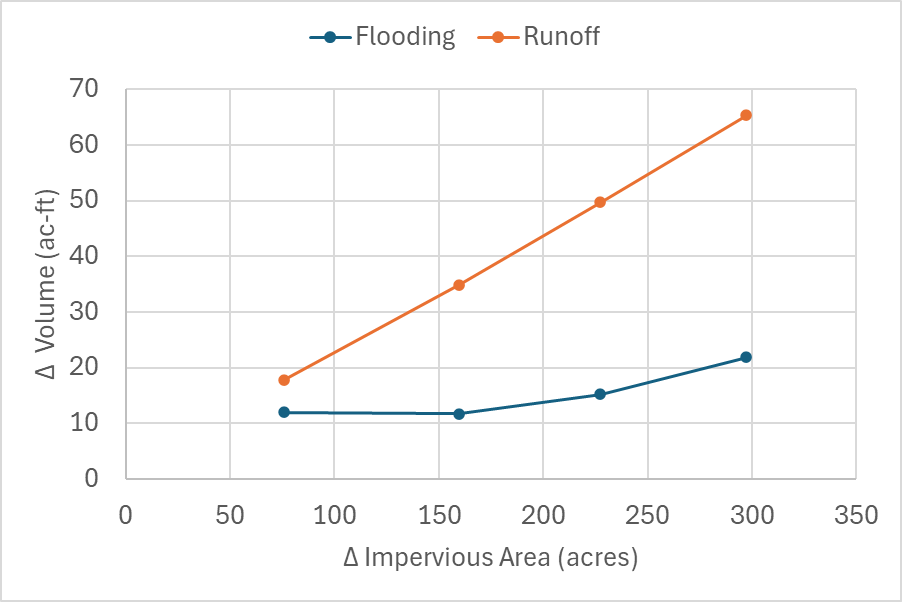 Flooding Runoff
70
60
50
40
30
20
10
0
Δ Volume (ac-ft)
0 50 100 150 200 250 300 350
Δ Impervious Area (acres)